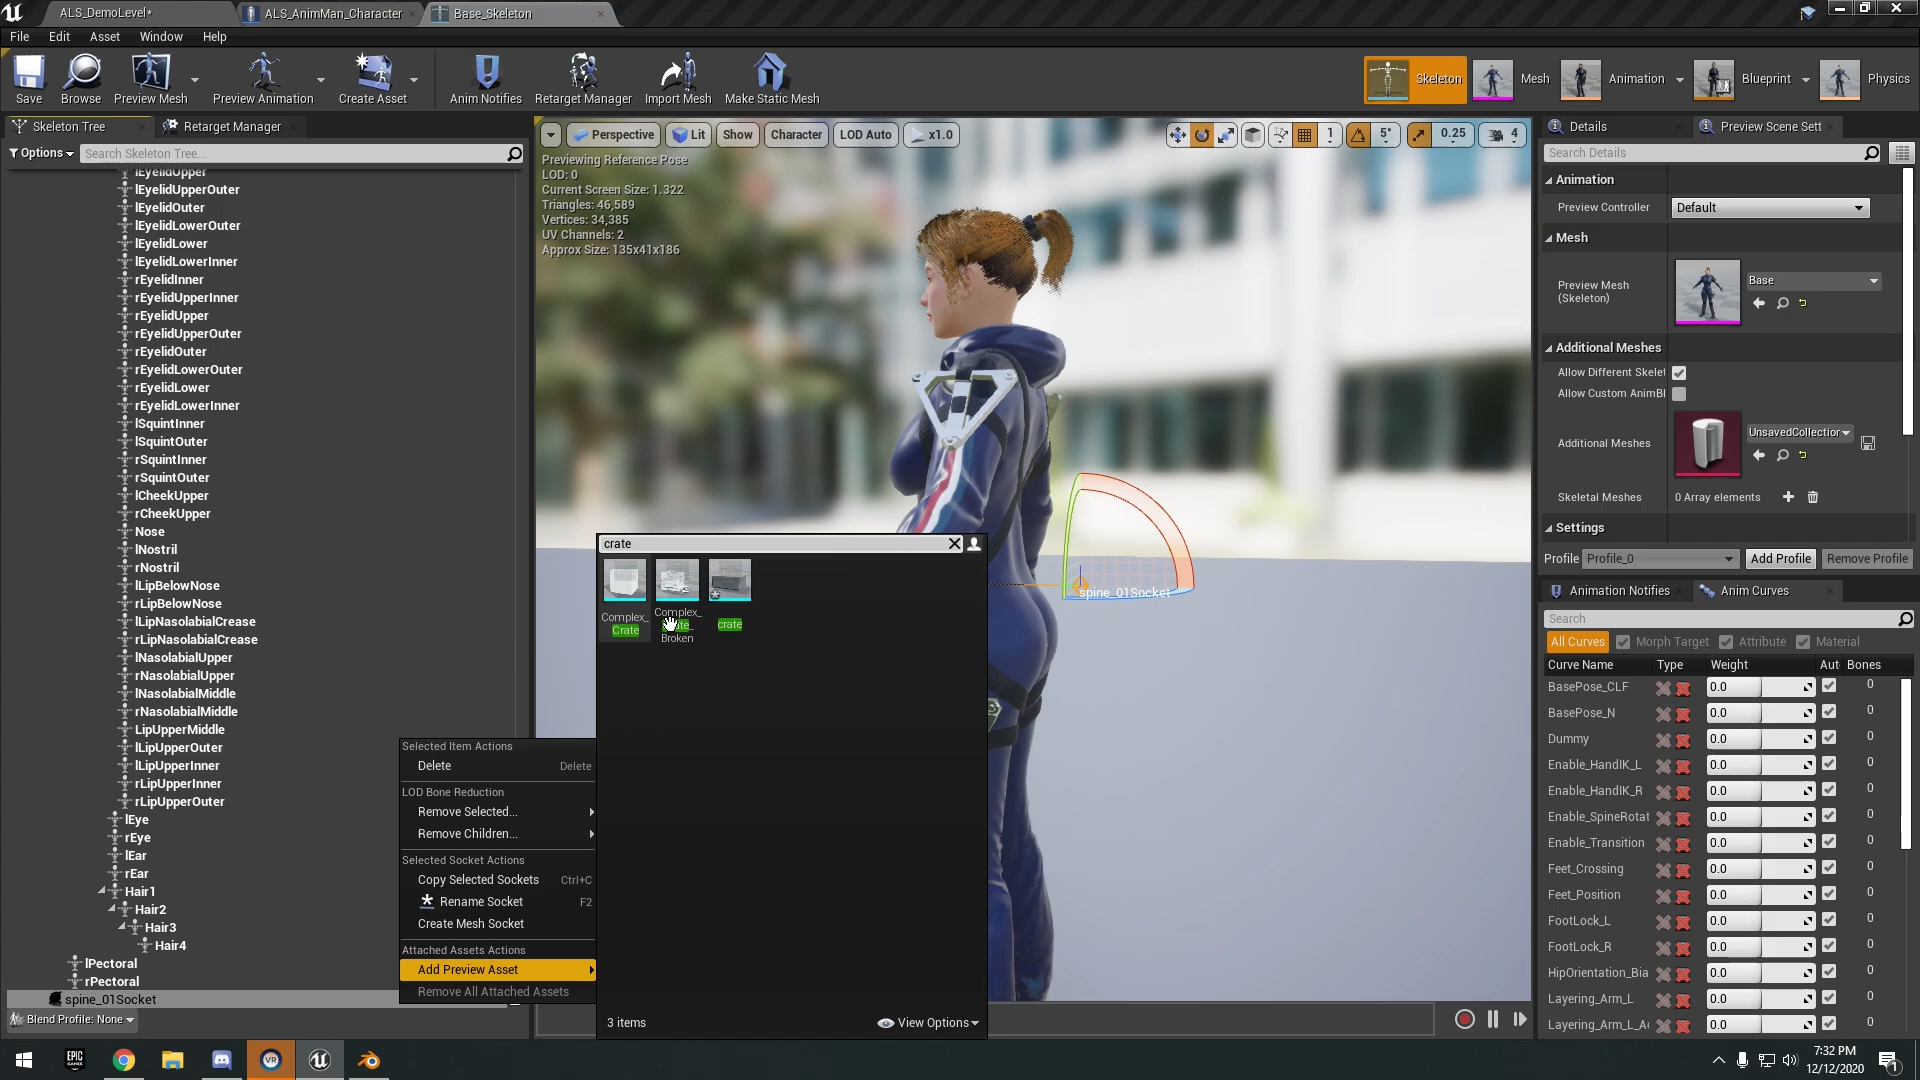 ALS_DemoLevel*
ALS_AnimMan_Character
Base_Skeleton
File Edit Asset Window Help
Save
Browse
Preview Mesh
Preview Animation
Create Asset
Anim Notifies
Retarget Manager
Import Mesh
Make Static Mesh
Skeleton
Mesh
Animation
Blueprint
Physics
Skeleton Tree
Retarget Manager
Options
Search Skeleton Tree...
lEyelidUpper
lEyelidUpperOuter
lEyelidOuter
lEyelidLowerOuter
lEyelidLower
lEyelidLowerInner
rEyelidInner
rEyelidUpperInner
rEyelidUpper
rEyelidUpperOuter
rEyelidOuter
rEyelidLowerOuter
rEyelidLower
rEyelidLowerInner
lSquintInner
lSquintOuter
rSquintInner
rSquintOuter
lCheekUpper
rCheekUpper
Nose
lNostril
rNostril
lLipBelowNose
rLipBelowNose
lLipNasolabialCrease
rLipNasolabialCrease
lNasolabialUpper
rNasolabialUpper
lNasolabialMiddle
rNasolabialMiddle
LipUpperMiddle
lLipUpperOuter
lLipUpperInner
rLipUpperInner
rLipUpperOuter
lEye
rEye
lEar
rEar
Hair1
Hair2
Hair3
Hair4
lPectoral
rPectoral
spine_01Socket
Blend Profile: None
Perspective
Lit
Show
Character
LOD Auto
x1.0
1
5°
0.25
4
Previewing Reference Pose
LOD: 0
Current Screen Size: 1.322
Triangles: 46,589
Vertices: 34,385
UV Channels: 2
Approx Size: 135x41x186
spine_01Socket
Selected Item Actions
Delete Delete
LOD Bone Reduction
Remove Selected...
Remove Children...
Selected Socket Actions
Copy Selected Sockets Ctrl+C
Rename Socket F2
Create Mesh Socket
Attached Assets Actions
Add Preview Asset
Remove All Attached Assets
crate
Complex_
Crate
Complex_
Broken
crate
3 items
View Options
Details
Preview Scene Sett
Search Details
Animation
Preview Controller Default
Mesh
Preview Mesh
(Skeleton)
Base
Additional Meshes
Allow Different Skelet
Allow Custom AnimBl
Additional Meshes
UnsavedCollection
Skeletal Meshes 0 Array elements
Settings
Profile Profile_0 Add Profile Remove Profile
Animation Notifies
Anim Curves
Search
All Curves Morph Target Attribute Material
Curve Name Type Weight Aut Bones
BasePose_CLF 0.0 0
BasePose_N 0.0 0
Dummy 0.0 0
Enable_HandIK_L 0.0 0
Enable_HandIK_R 0.0 0
Enable_SpineRotat 0.0 0
Enable_Transition 0.0 0
Feet_Crossing 0.0 0
Feet_Position 0.0 0
FootLock_L 0.0 0
FootLock_R 0.0 0
HipOrientation_Bia 0.0 0
Layering_Arm_L 0.0 0
Layering_Arm_L_A 0.0 0
EPIC
GAMES
VR
7:32 PM
12/12/2020
1